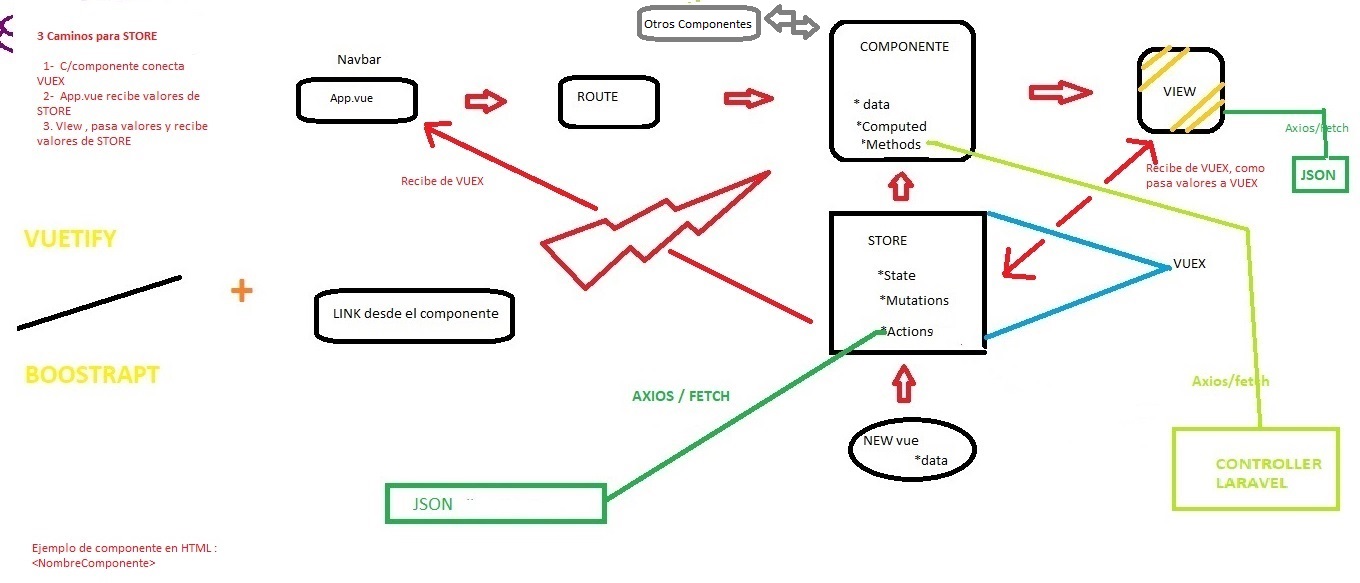 Otros Componentes
3 Caminos para STORE
1- C/componente conecta
VUEX
2- App.vue recibe valores de
STORE
3. VIew , pasa valores y recibe
valores de STORE
Navbar
App.vue
ROUTE
COMPONENTE
* data
*Computed
*Methods
VIEW
Axios/fetch
JSON
Recibe de VUEX, como
pasa valores a VUEX
Recibe de VUEX
VUETIFY
+
BOOSTRAPT
LINK desde el componente
STORE
*State
*Mutations
*Actions
VUEX
AXIOS / FETCH
JSON
NEW vue
*data
Axios/fetch
CONTROLLER
LARAVEL
Ejemplo de componente en HTML :
<NombreComponente>